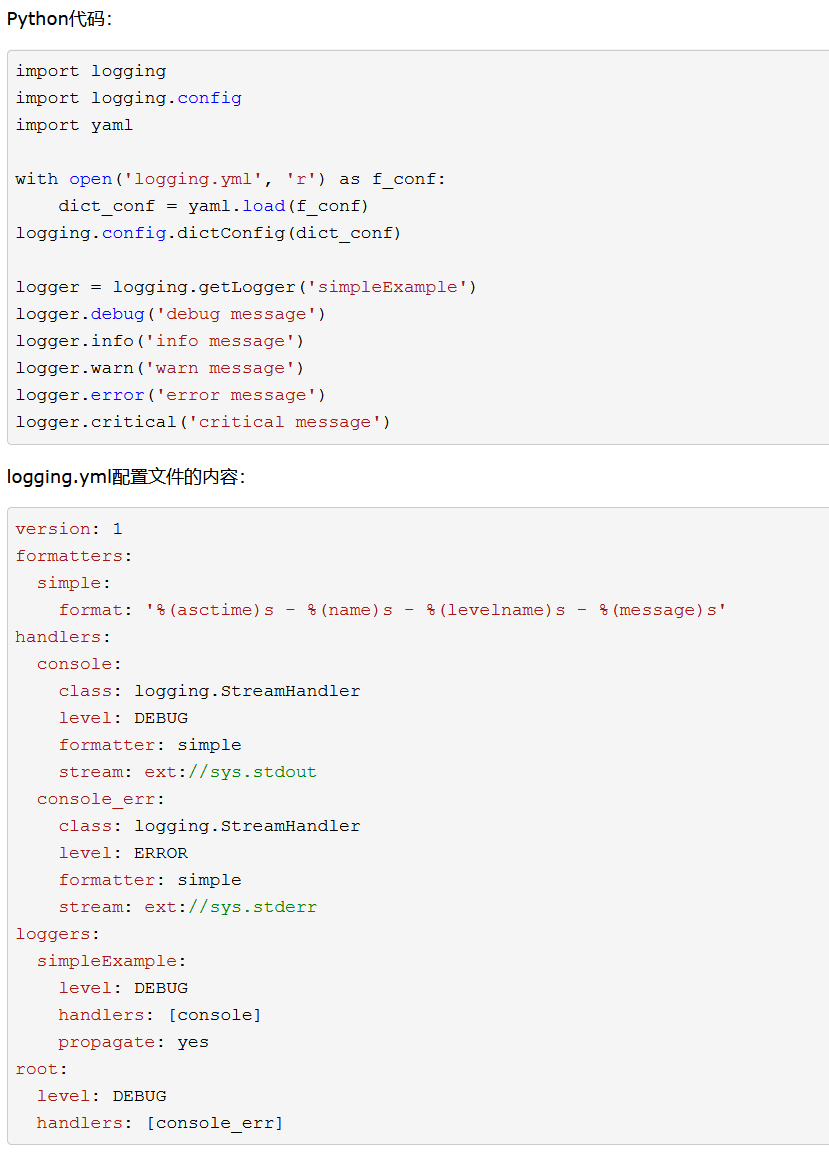 Python代码：
import logging
import logging.config
import yaml
with open('logging.yml', 'r') as f_conf:
    dict_conf = yaml.load(f_conf)
logging.config.dictConfig(dict_conf)
logger = logging.getLogger('simpleExample')
logger.debug('debug message')
logger.info('info message')
logger.warn('warn message')
logger.error('error message')
logger.critical('critical message')
logging.yml配置文件的内容：
version: 1
formatters:
  simple:
    format: '%(asctime)s - %(name)s - %(levelname)s - %(message)s'
handlers:
  console:
    class: logging.StreamHandler
    level: DEBUG
    formatter: simple
    stream: ext://sys.stdout
  console_err:
    class: logging.StreamHandler
    level: ERROR
    formatter: simple
    stream: ext://sys.stderr
loggers:
  simpleExample:
    level: DEBUG
    handlers: [console]
    propagate: yes
root:
  level: DEBUG
  handlers: [console_err]